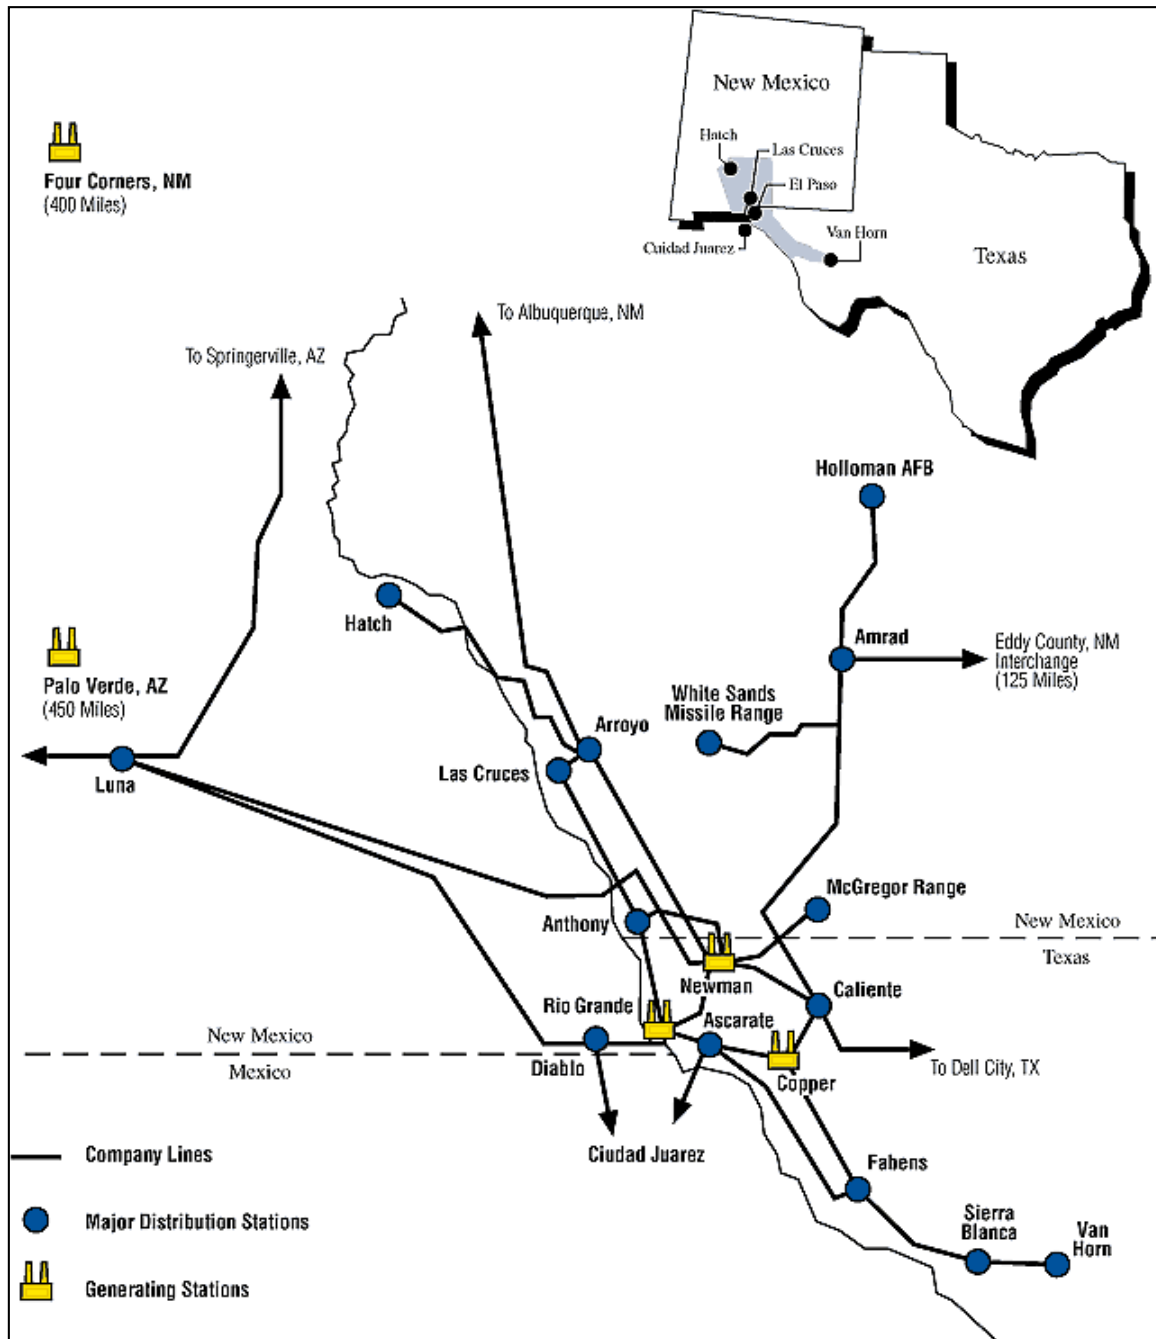 New Mexico
Hatch
Las Cruces
El Paso
Van Horn
Cuidad Juarez
Texas
Four Corners, NM
(400 Miles)
To Albuquerque, NM
To Springerville, AZ
Holloman AFB
Hatch
Amrad
Eddy County, NM
Interchange
(125 Miles)
Palo Verde, AZ
(450 Miles)
White Sands
Missile Range
Arroyo
Las Cruces
Luna
McGregor Range
Anthony
New Mexico
Texas
Newman
Caliente
Rio Grande
Ascarate
New Mexico
Mexico
Diablo
Copper
To Dell City, TX
Ciudad Juarez
Company Lines
Fabens
Major Distribution Stations
Sierra
Blanca
Van
Horn
Generating Stations